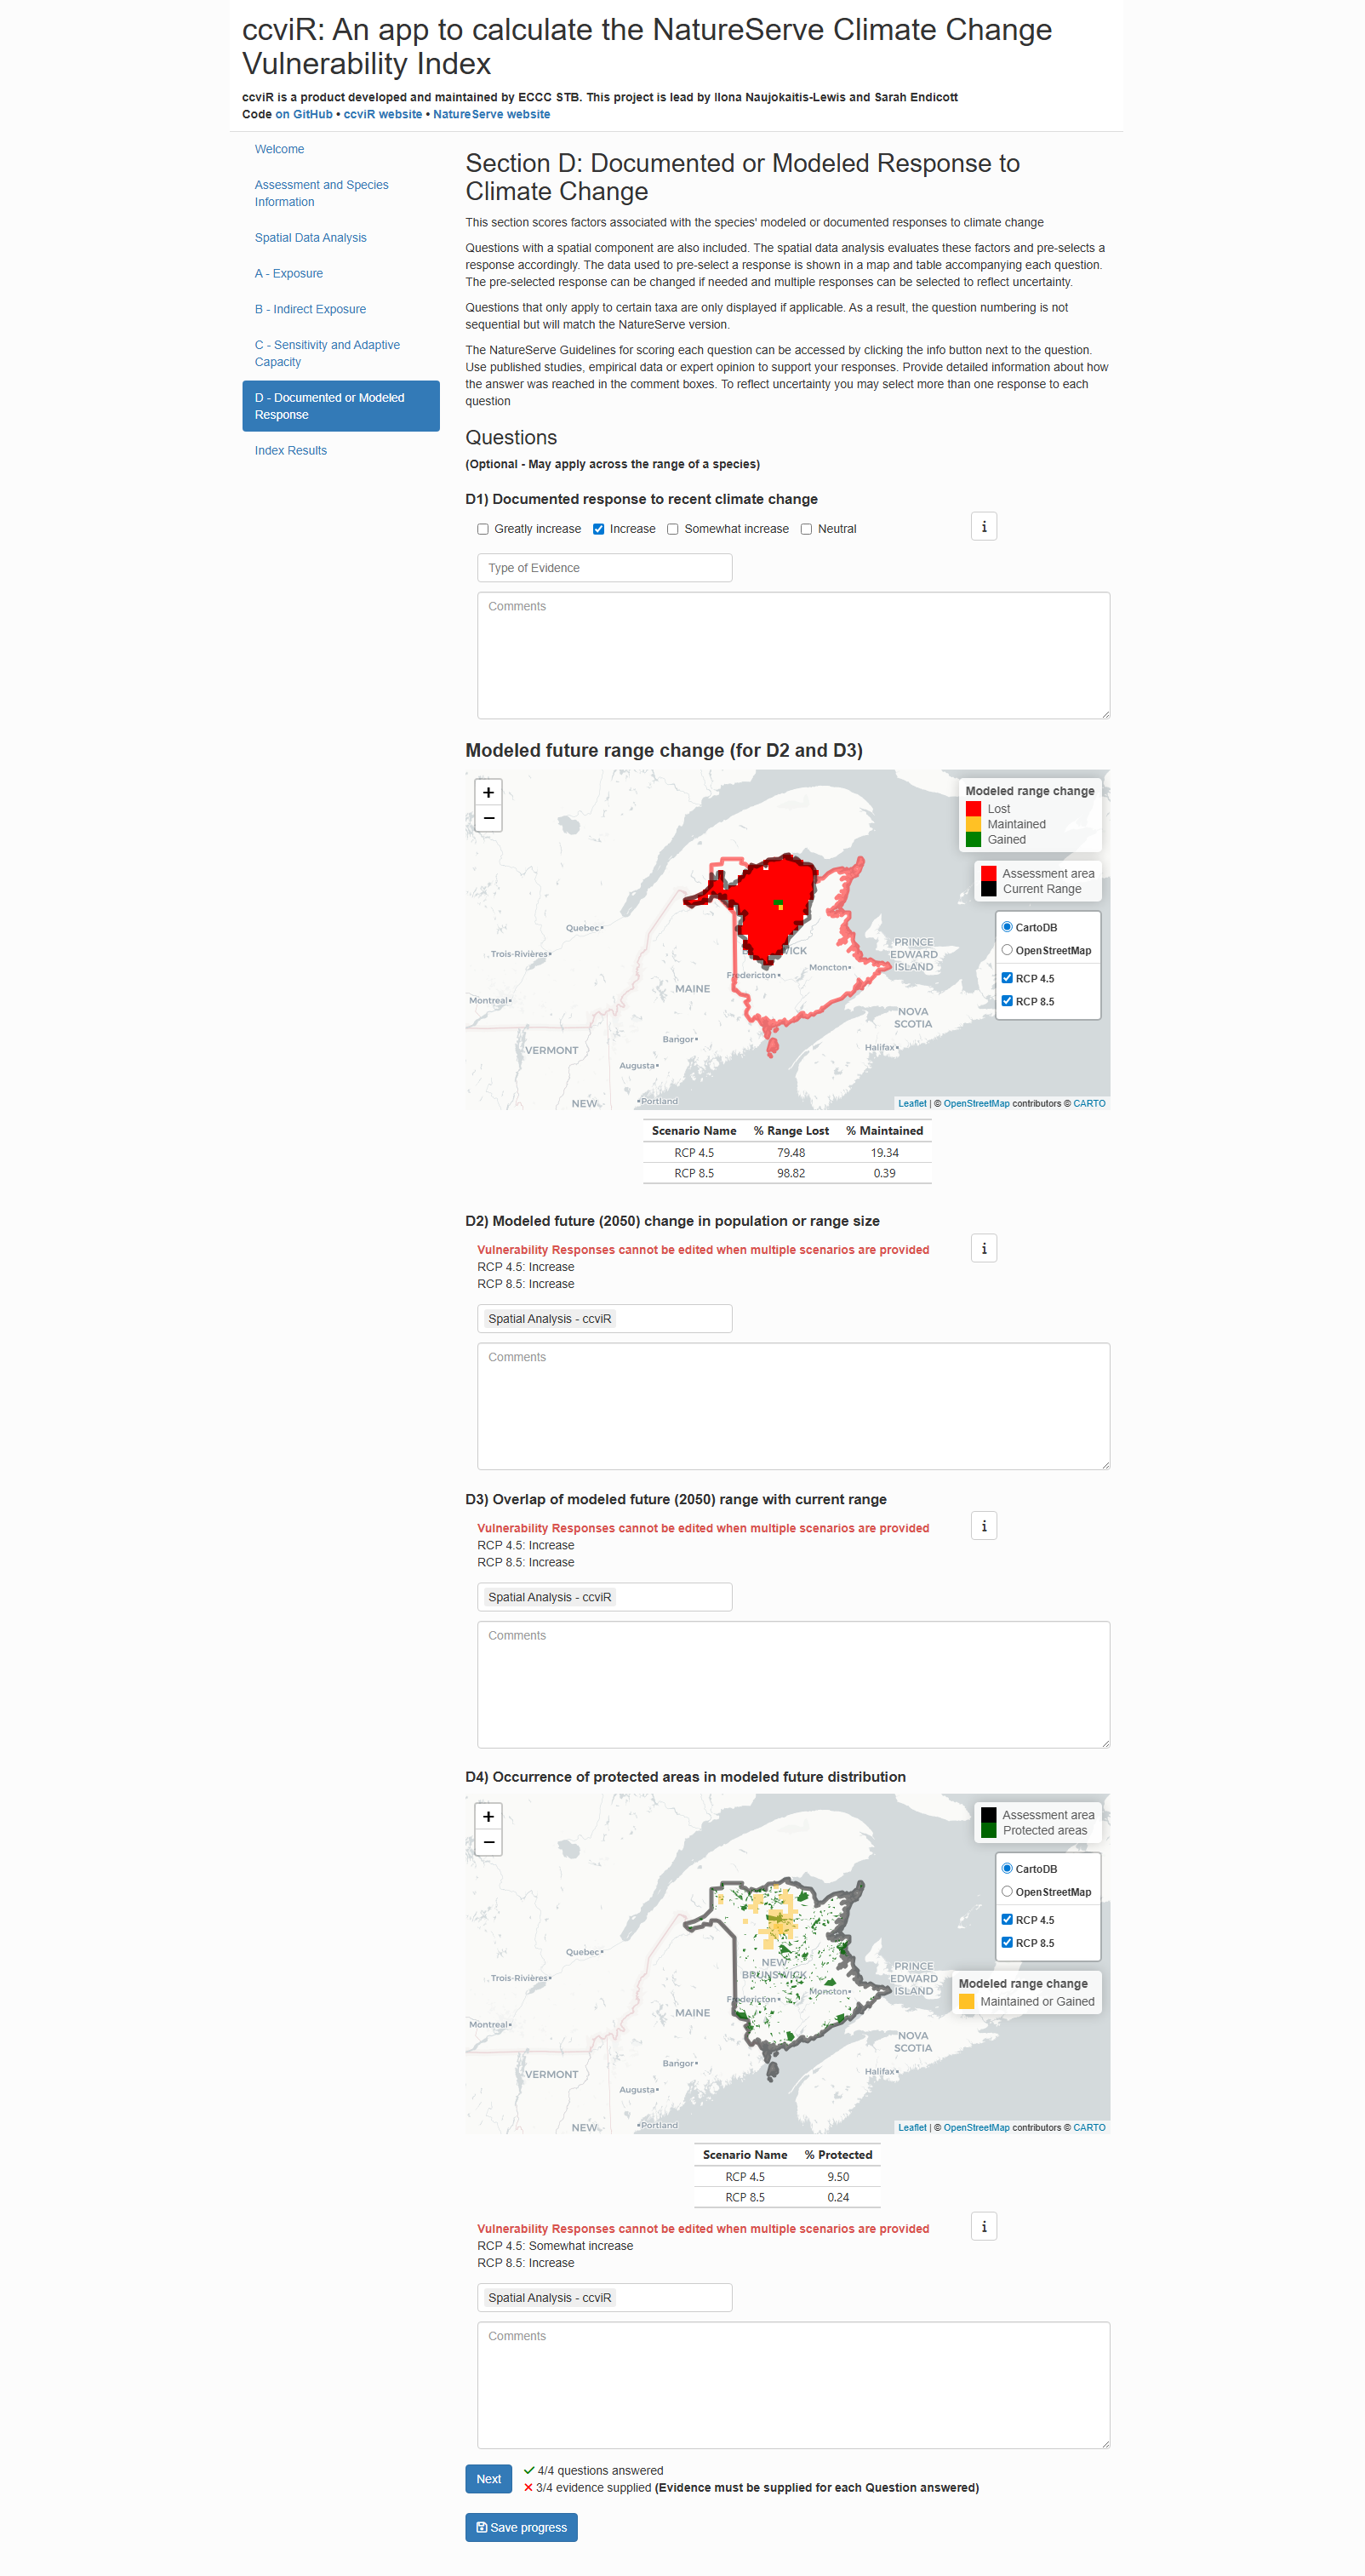 ccviR: An app to calculate the NatureServe Climate Change
Vulnerability Index
ccviR is a product developed and maintained by ECCC STB. This project is lead by Ilona Naujokaitis-Lewis and Sarah Endicott
Code on GitHub • ccviR website • NatureServe website
Welcome
Assessment and Species
Information
Spatial Data Analysis
A - Exposure
B - Indirect Exposure
C - Sensitivity and Adaptive
Capacity
D - Documented or Modeled
Response
Index Results
Section D: Documented or Modeled Response to
Climate Change
This section scores factors associated with the species' modeled or documented responses to climate change
Questions with a spatial component are also included. The spatial data analysis evaluates these factors and pre-selects a
response accordingly. The data used to pre-select a response is shown in a map and table accompanying each question.
The pre-selected response can be changed if needed and multiple responses can be selected to reflect uncertainty.
Questions that only apply to certain taxa are only displayed if applicable. As a result, the question numbering is not
sequential but will match the NatureServe version.
The NatureServe Guidelines for scoring each question can be accessed by clicking the info button next to the question.
Use published studies, empirical data or expert opinion to support your responses. Provide detailed information about how
the answer was reached in the comment boxes. To reflect uncertainty you may select more than one response to each
question
Questions
(Optional - May apply across the range of a species)
D1) Documented response to recent climate change
Greatly increase Increase Somewhat increase Neutral
i
Type of Evidence
Comments
Modeled future range change (for D2 and D3)
+
−
Modeled range change
Lost
Maintained
Gained
Assessment area
Current Range
CartoDB
OpenStreetMap
RCP 4.5
RCP 8.5
Quebec
Trois-Rivières
Montreal
VERMONT
MAINE
Bangor
Augusta
Portland
NEW
Fredericton
Moncton
WICK
PRINCE
EDWARD
ISLAND
NOVA
SCOTIA
Halifax
Leaflet | © OpenStreetMap contributors © CARTO
Scenario Name % Range Lost % Maintained
RCP 4.5 79.48 19.34
RCP 8.5 98.82 0.39
D2) Modeled future (2050) change in population or range size
Vulnerability Responses cannot be edited when multiple scenarios are provided
i
RCP 4.5: Increase
RCP 8.5: Increase
Spatial Analysis - ccviR
Comments
D3) Overlap of modeled future (2050) range with current range
Vulnerability Responses cannot be edited when multiple scenarios are provided
i
RCP 4.5: Increase
RCP 8.5: Increase
Spatial Analysis - ccviR
Comments
D4) Occurrence of protected areas in modeled future distribution
+
−
Assessment area
Protected areas
CartoDB
OpenStreetMap
RCP 4.5
RCP 8.5
Modeled range change
Maintained or Gained
Quebec
Trois-Rivières
Montreal
VERMONT
MAINE
Bangor
Augusta
Portland
NEW
NEW
BRUNSWICK
Fredericton
Moncton
PRINCE
EDWARD
ISLAND
NOVA
SCOTIA
Halifax
Leaflet | © OpenStreetMap contributors © CARTO
Scenario Name % Protected
RCP 4.5 9.50
RCP 8.5 0.24
Vulnerability Responses cannot be edited when multiple scenarios are provided
i
RCP 4.5: Somewhat increase
RCP 8.5: Increase
Spatial Analysis - ccviR
Comments
Next
4/4 questions answered
3/4 evidence supplied (Evidence must be supplied for each Question answered)
Save progress